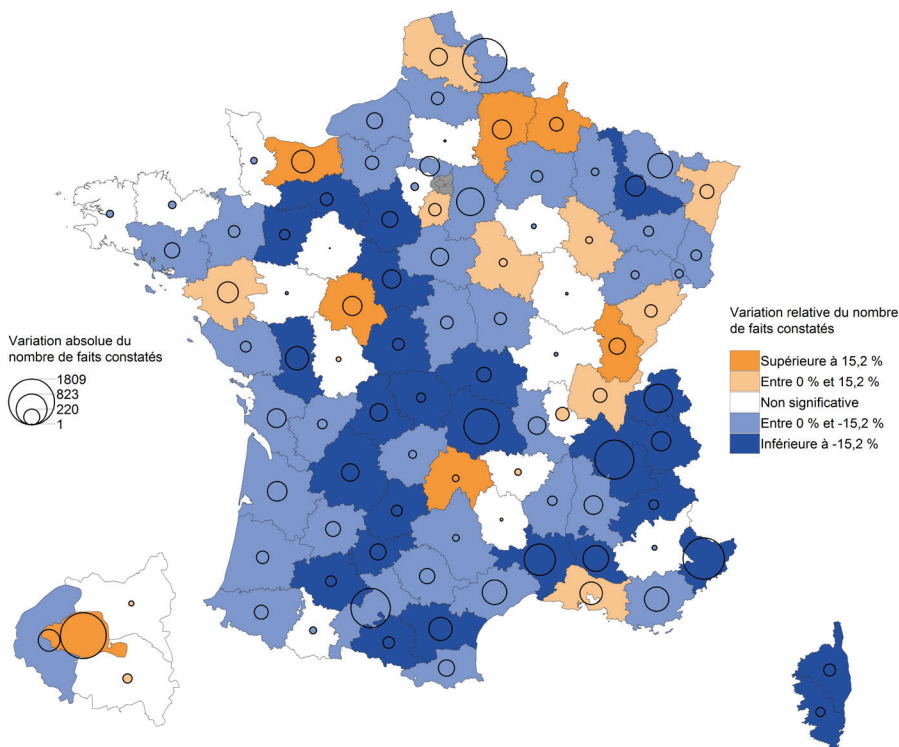 Variation absolue du
nombre de faits constatés
1809
823
220
1
Variation relative du nombre
de faits constatés
Supérieure à 15,2 %
Entre 0 % et 15,2 %
Non significative
Entre 0 % et -15,2 %
Inférieure à -15,2 %